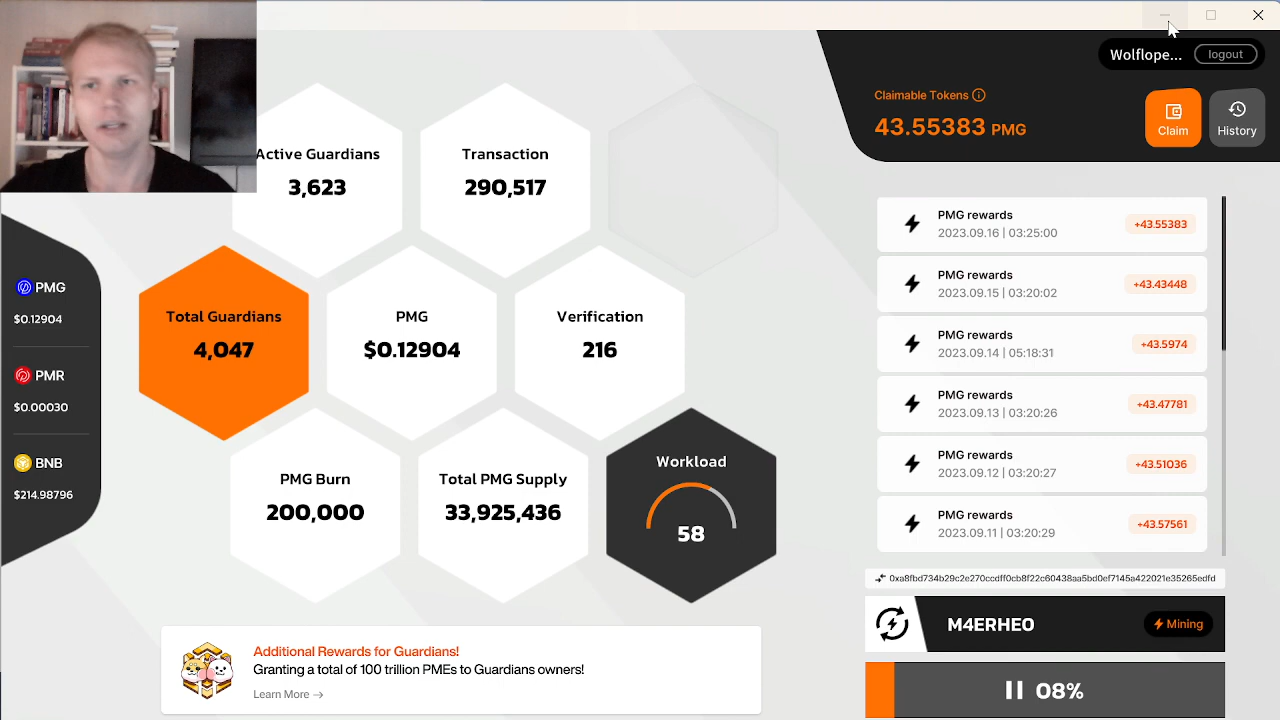 Wolflope...
logout
Claimable Tokens
43.55383 PMG
Claim
History
Active Guardians
3,623
Transaction
290,517
PMG
$0.12904
PMR
$0.00030
BNB
$214.98796
Total Guardians
4,047
PMG
$0.12904
Verification
216
PMG Burn
200,000
Total PMG Supply
33,925,436
Workload
58
PMG rewards
2023.09.16 | 03:25:00
+43.55383
PMG rewards
2023.09.15 | 03:20:02
+43.43448
PMG rewards
2023.09.14 | 05:18:31
+43.5974
PMG rewards
2023.09.13 | 03:20:26
+43.47781
PMG rewards
2023.09.12 | 03:20:27
+43.51036
PMG rewards
2023.09.11 | 03:20:29
+43.57561
0xa8fbd734b29c2e270ccdff0cb8f22c60438aa5bd0ef7145a422021e35265edfd
M4ERHEO
Mining
08%
Additional Rewards for Guardians!
Granting a total of 100 trillion PMEs to Guardians owners!
Learn More →